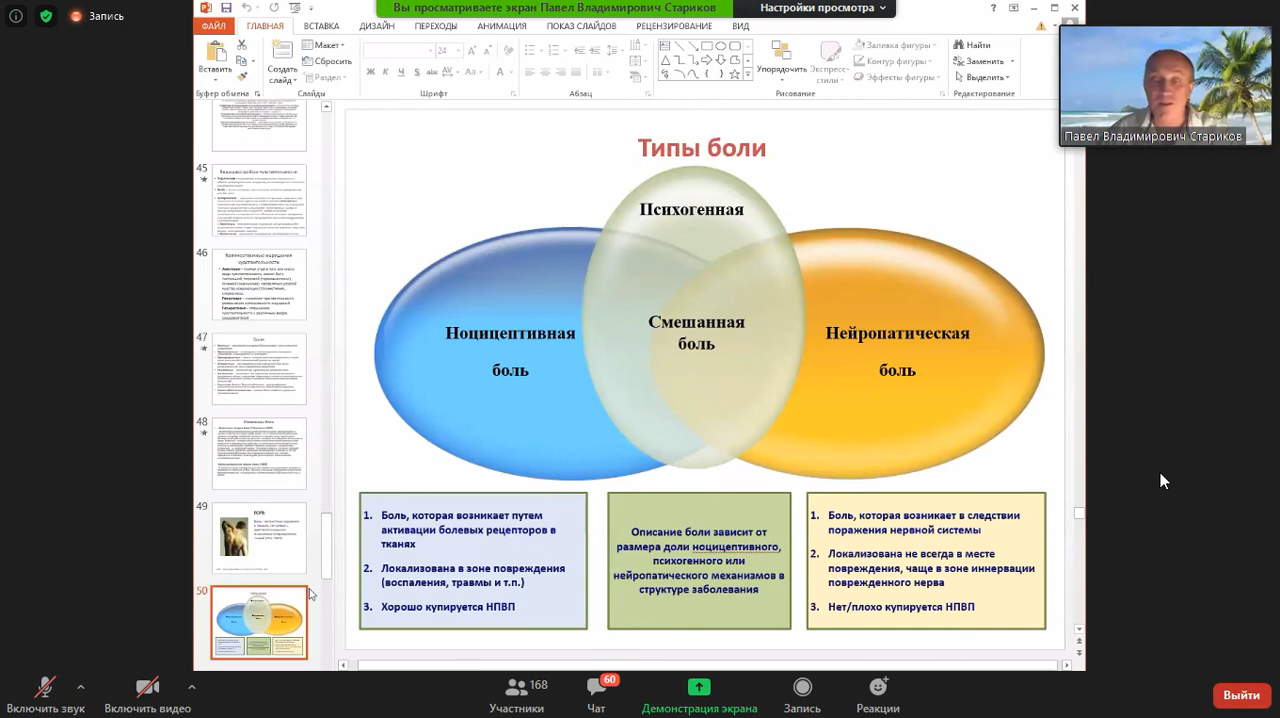 Запись
Вы просматриваете экран Павел Владимирович Стариков
Настройки просмотра
ФАЙЛ
ГЛАВНАЯ
ВСТАВКА
ДИЗАЙН
ПЕРЕХОДЫ
АНИМАЦИЯ
ПОКАЗ СЛАЙДОВ
РЕЦЕНЗИРОВАНИЕ
ВИД
Вставить
Буфер обмена
Создать
слайд
Макет
Сбросить
Раздел
Слайды
24
Шрифт
Абзац
Упорядочить
Экспресс-
стили
Заливка фигуры
Контур фигуры
Эффекты фигуры
Рисование
Найти
Заменить
Выделить
Редактирование
Павел Владимирович Стариков
45
46
47
48
49
50
Типы боли
Психогенная
Ноцицептивная
боль
Смешанная
боль
Нейропатическая
боль
1. Боль, которая возникает путем
активации болевых рецепторов в
тканях
2. Локализована в зоне повреждения
(воспаления, травмы и т.п.)
3. Хорошо купируется НПВП
Описание боли зависит от
размера доли ноцицептивного,
психогенного или
нейропатического механизмов в
структуре заболевания
1. Боль, которая возникает в следствии
поражения нервной системы
2. Локализована не всегда в месте
повреждения, чаще в зоне иннервации
поврежденного нерва
3. Нет/плохо купируется НПВП
Включить звук
Включить видео
168
Участники
60
Чат
Демонстрация экрана
Запись
Реакции
Выйти